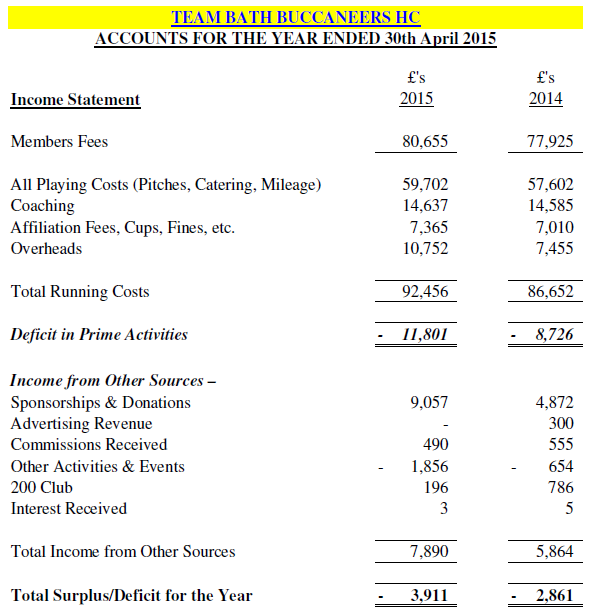 TEAM BATH BUCCANEERS HC
ACCOUNTS FOR THE YEAR ENDED 30th April 2015
£'s £'s
Income Statement 2015 2014
Members Fees 80,655 77,925
All Playing Costs (Pitches, Catering, Mileage) 59,702 57,602
Coaching 14,637 14,585
Affiliation Fees, Cups, Fines, etc. 7,365 7,010
Overheads 10,752 7,455
Total Running Costs 92,456 86,652
Deficit in Prime Activities - 11,801 - 8,726
Income from Other Sources –
Sponsorships & Donations 9,057 4,872
Advertising Revenue - 300
Commissions Received 490 555
Other Activities & Events - 1,856 - 654
200 Club 196 786
Interest Received 3 5
Total Income from Other Sources 7,890 5,864
Total Surplus/Deficit for the Year - 3,911 - 2,861